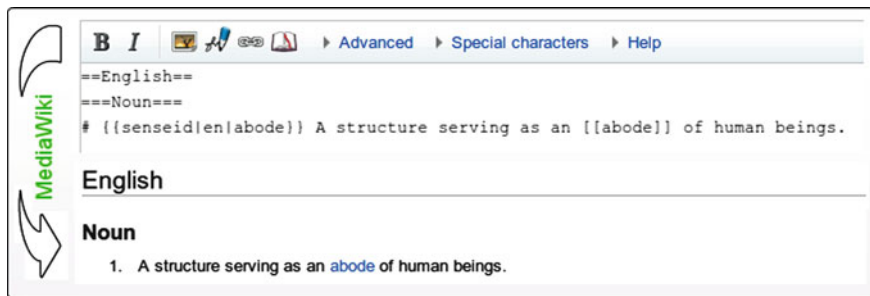 B I Advanced Special characters Help
==English==
===Noun===
# {{senseid|en|abode}} A structure serving as an [[abode]] of human beings.
MediaWiki
English
Noun
1. A structure serving as an abode of human beings.